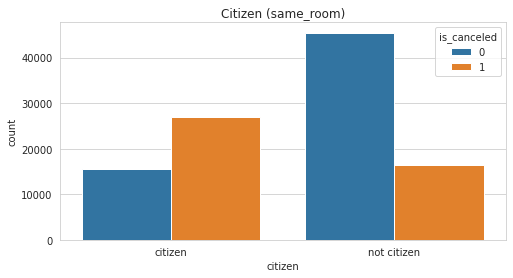 Citizen (same_room)
is_canceled
0
1
40000
30000
20000
10000
0
count
citizen
not citizen
citizen